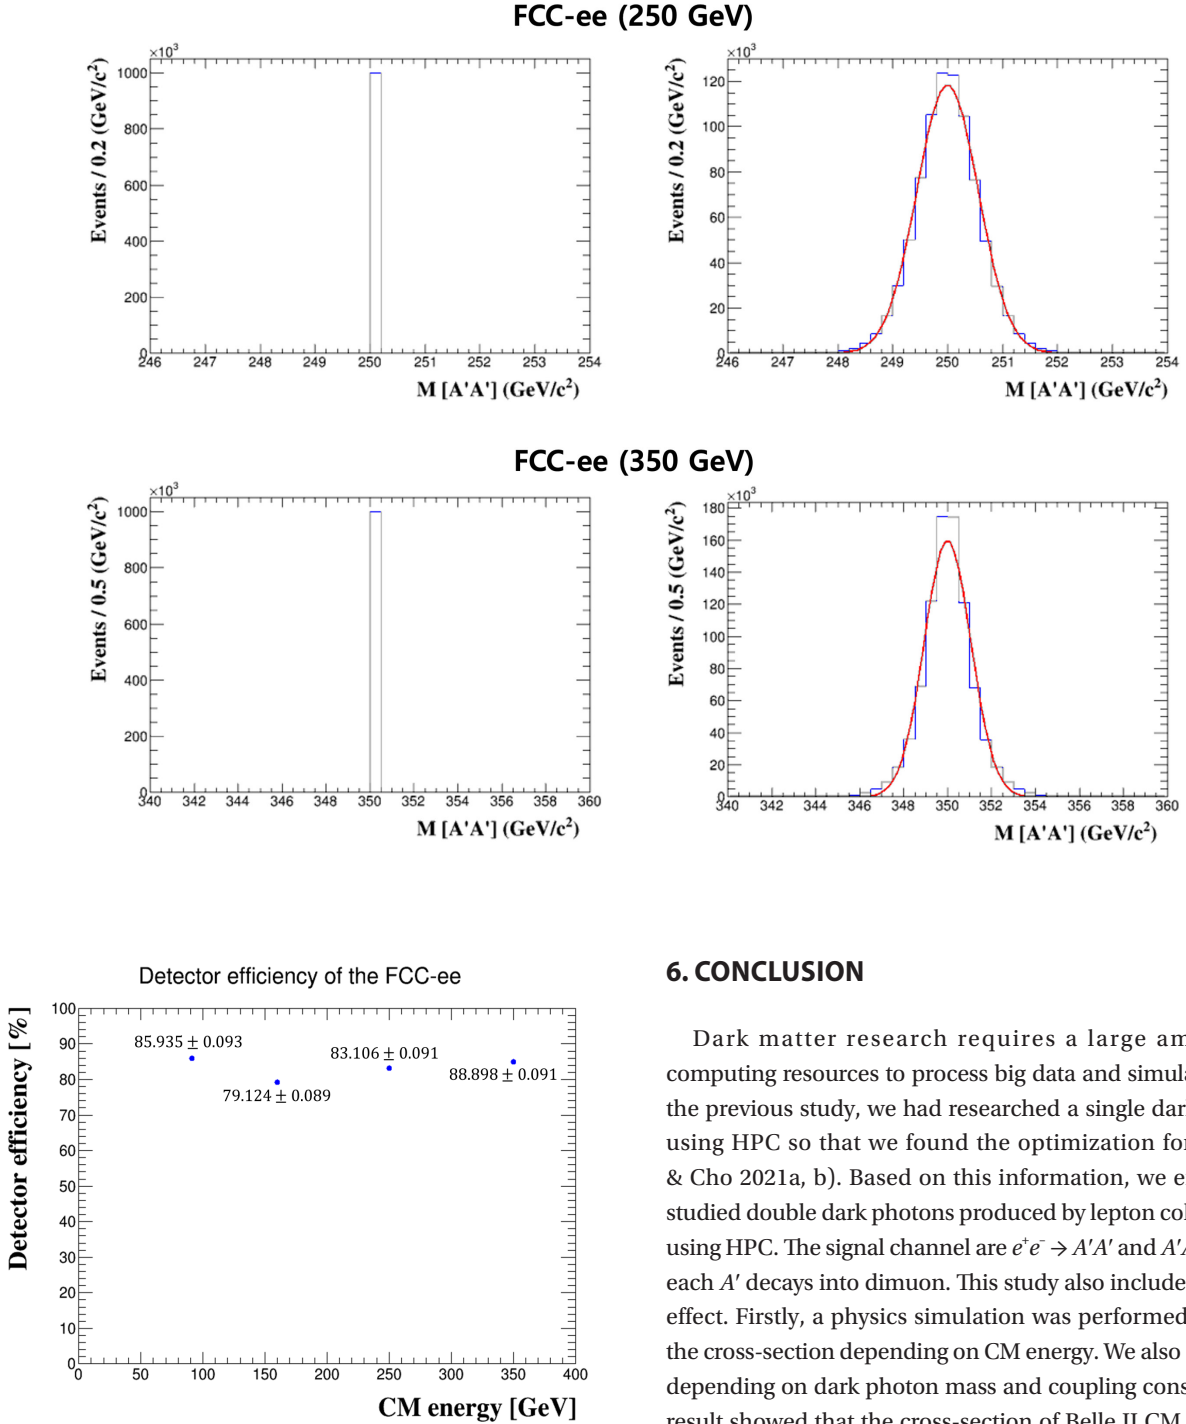 FCC-ee (250 GeV)
×10³
1000
800
600
400
200
0
246 247 248 249 250 251 252 253 254
Events / 0.2 (GeV/c²)
M [A'A'] (GeV/c²)
×10³
120
100
80
60
40
20
0
246 247 248 249 250 251 252 253 254
Events / 0.2 (GeV/c²)
M [A'A'] (GeV/c²)
FCC-ee (350 GeV)
×10³
1000
800
600
400
200
0
340 342 344 346 348 350 352 354 356 358 360
Events / 0.5 (GeV/c²)
M [A'A'] (GeV/c²)
×10³
180
160
140
120
100
80
60
40
20
0
340 342 344 346 348 350 352 354 356 358 360
Events / 0.5 (GeV/c²)
M [A'A'] (GeV/c²)
Detector efficiency of the FCC-ee
Detector efficiency [%]
100
90
80
70
60
50
40
30
20
10
0
85.935 ± 0.093
79.124 ± 0.089
83.106 ± 0.091
88.898 ± 0.091
0 50 100 150 200 250 300 350 400
CM energy [GeV]
6. CONCLUSION
Dark matter research requires a large am
computing resources to process big data and simula
the previous study, we had researched a single dar
using HPC so that we found the optimization for
& Cho 2021a, b). Based on this information, we e
studied double dark photons produced by lepton col
using HPC. The signal channel are e⁺e⁻ → A′A′ and A′A
each A′ decays into dimuon. This study also include
effect. Firstly, a physics simulation was performed
the cross-section depending on CM energy. We also
depending on dark photon mass and coupling cons
result showed that the cross-section of Belle II CM